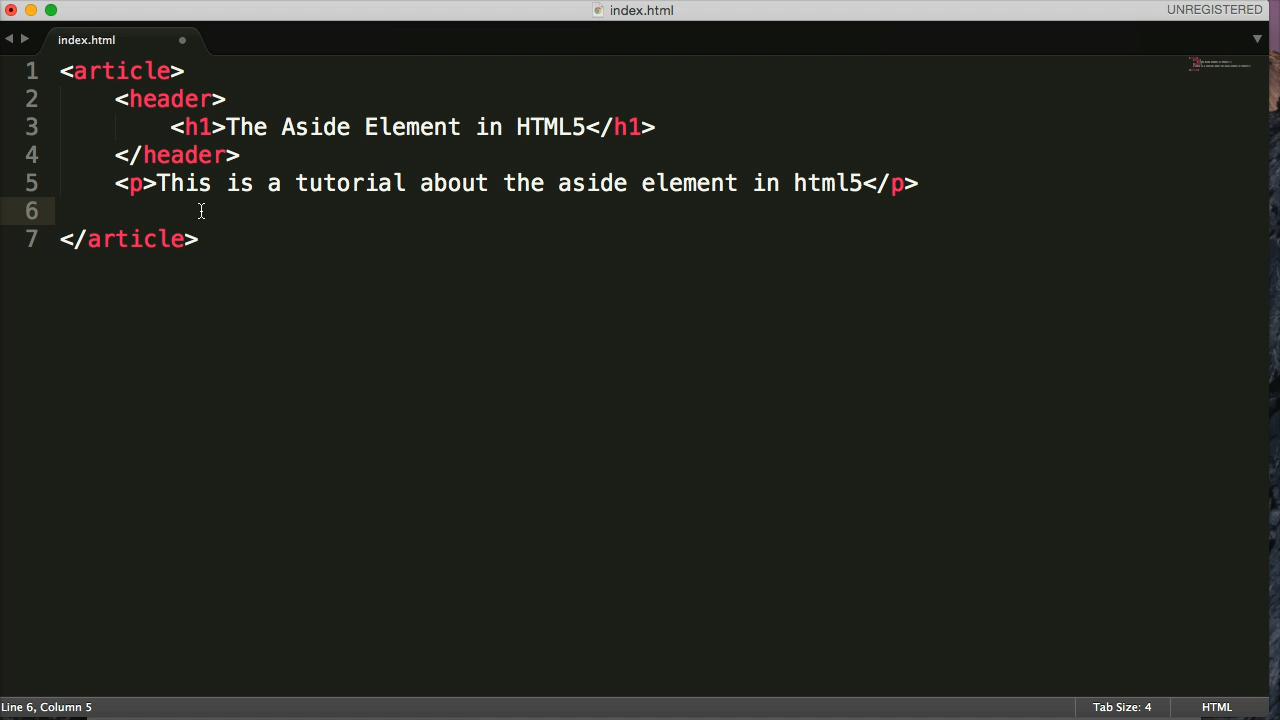 index.html
UNREGISTERED
index.html
1 <article>
2 <header>
3 <h1>The Aside Element in HTML5</h1>
4 </header>
5 <p>This is a tutorial about the aside element in html5</p>
6
7 </article>
Line 6, Column 5
Tab Size: 4
HTML